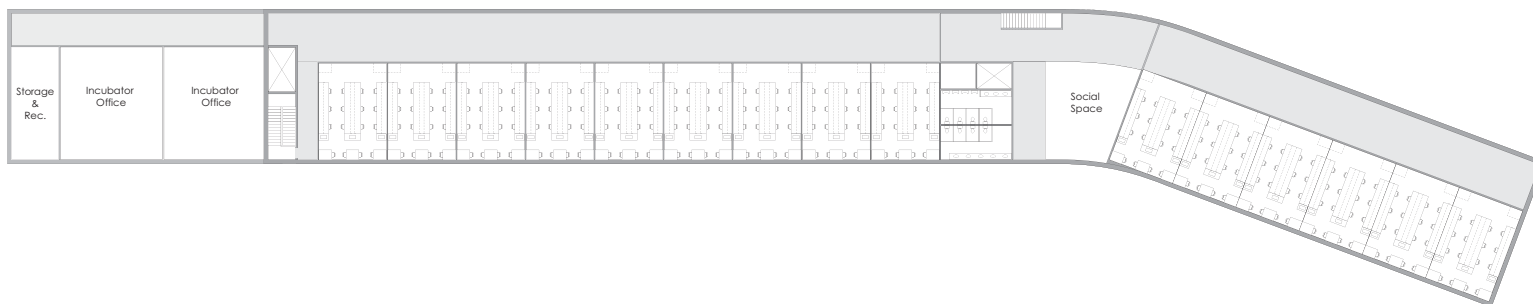 Storage
&
Rec.
Incubator
Office
Incubator
Office
Social
Space